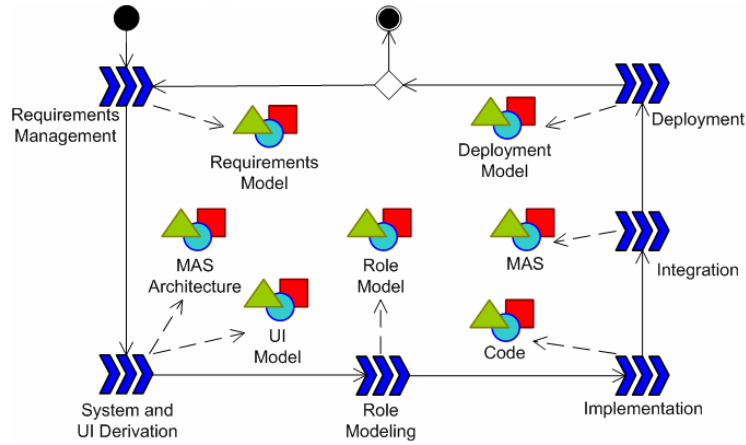 Requirements
Management
Requirements
Model
Deployment
Model
Deployment
MAS
Architecture
Role
Model
MAS
Integration
UI
Model
Code
System and
UI Derivation
Role
Modeling
Implementation